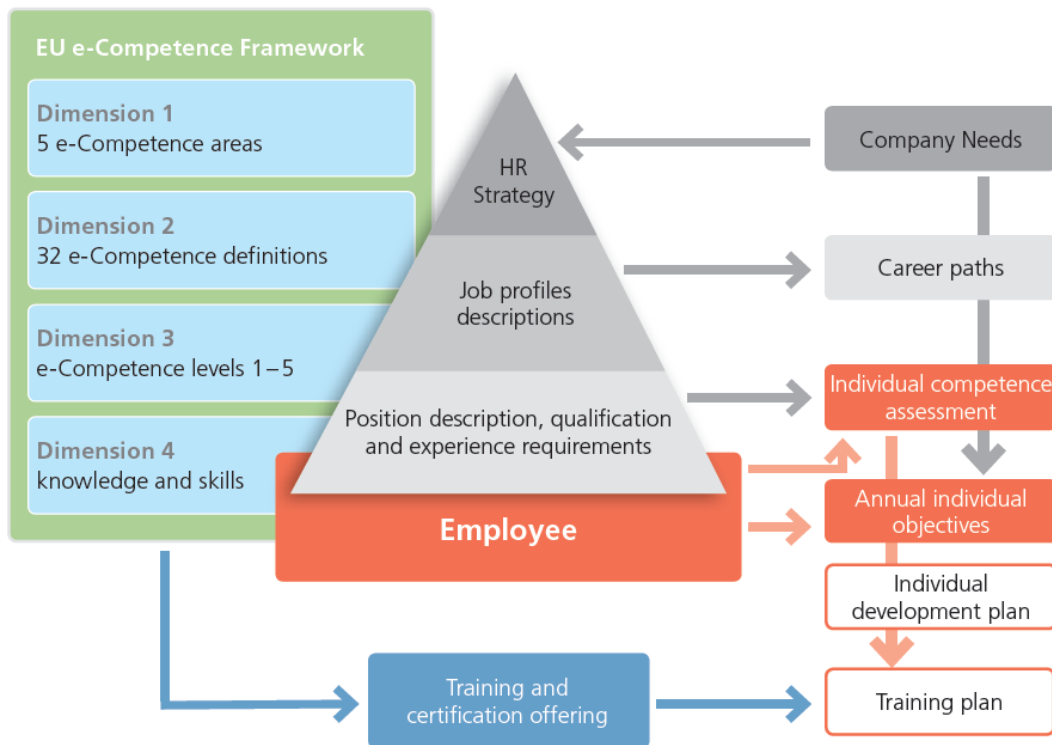 EU e-Competence Framework
Dimension 1
5 e-Competence areas
Dimension 2
32 e-Competence definitions
Dimension 3
e-Competence levels 1–5
Dimension 4
knowledge and skills
HR
Strategy
Job profiles
descriptions
Position description, qualification
and experience requirements
Employee
Company Needs
Career paths
Individual competence
assessment
Annual individual
objectives
Individual
development plan
Training and
certification offering
Training plan